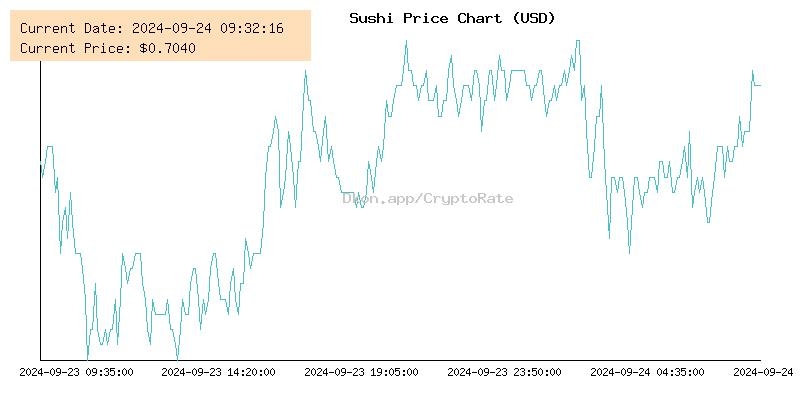 Sushi Price Chart (USD)
Current Date: 2024-09-24 09:32:16
Current Price: $0.7040
Dkon.app/CryptoRate
2024-09-23 09:35:00 2024-09-23 14:20:00 2024-09-23 19:05:00 2024-09-23 23:50:00 2024-09-24 04:35:00 2024-09-24